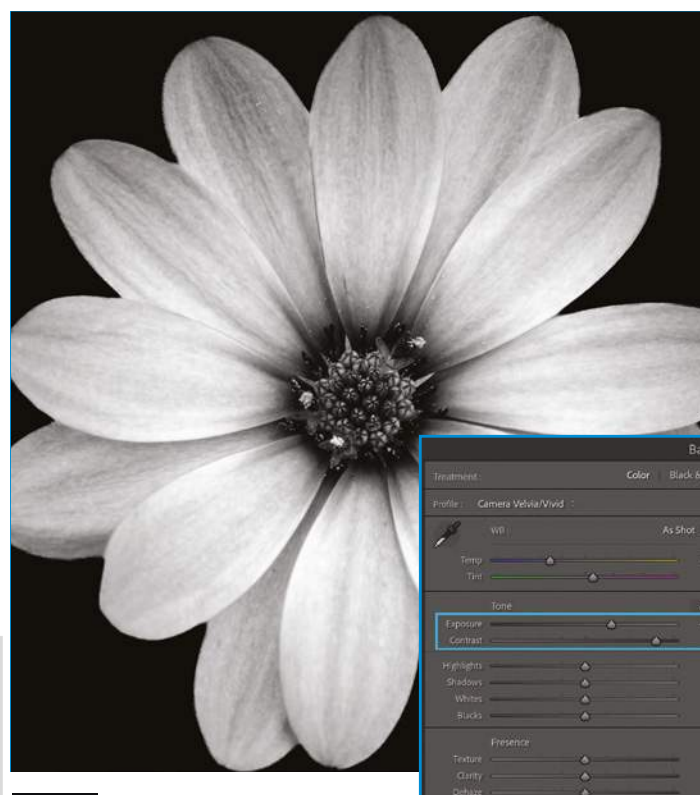 Ba
Treatment : Color Black &
Profile : Camera Velvia/Vivid
WB : As Shot
Temp
Tint
Tone
Exposure
Contrast
Highlights
Shadows
Whites
Blacks
Presence
Texture
Clarity
Dehaze